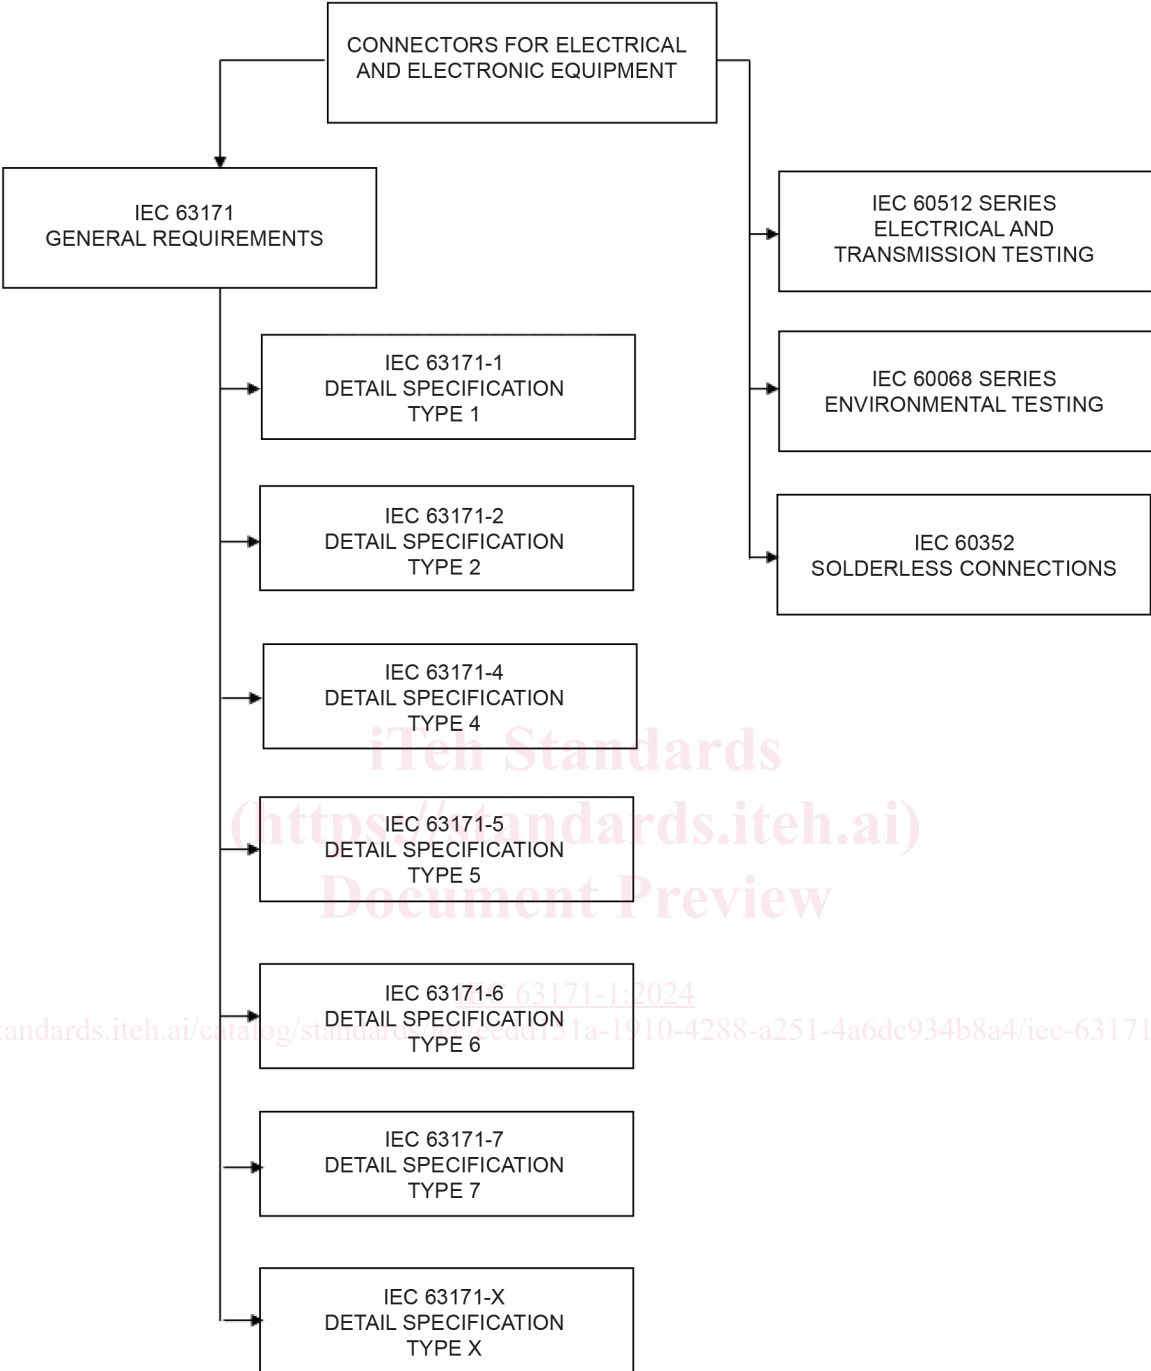 CONNECTORS FOR ELECTRICAL
AND ELECTRONIC EQUIPMENT
IEC 63171
GENERAL REQUIREMENTS
IEC 60512 SERIES
ELECTRICAL AND
TRANSMISSION TESTING
IEC 63171-1
DETAIL SPECIFICATION
TYPE 1
IEC 60068 SERIES
ENVIRONMENTAL TESTING
IEC 63171-2
DETAIL SPECIFICATION
TYPE 2
IEC 60352
SOLDERLESS CONNECTIONS
IEC 63171-4
DETAIL SPECIFICATION
TYPE 4
iTeh Standards
(https://standards.iteh.ai)
Document Preview
IEC 63171-5
DETAIL SPECIFICATION
TYPE 5
IEC 63171-6
DETAIL SPECIFICATION
TYPE 6
IEC 63171-1:2024
IEC 63171-7
DETAIL SPECIFICATION
TYPE 7
IEC 63171-X
DETAIL SPECIFICATION
TYPE X